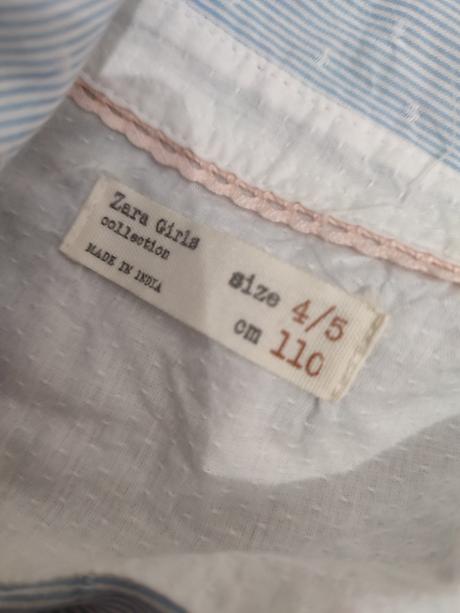 Zara Girls
collection
MADE IN INDIA
size 4/5
cm 110